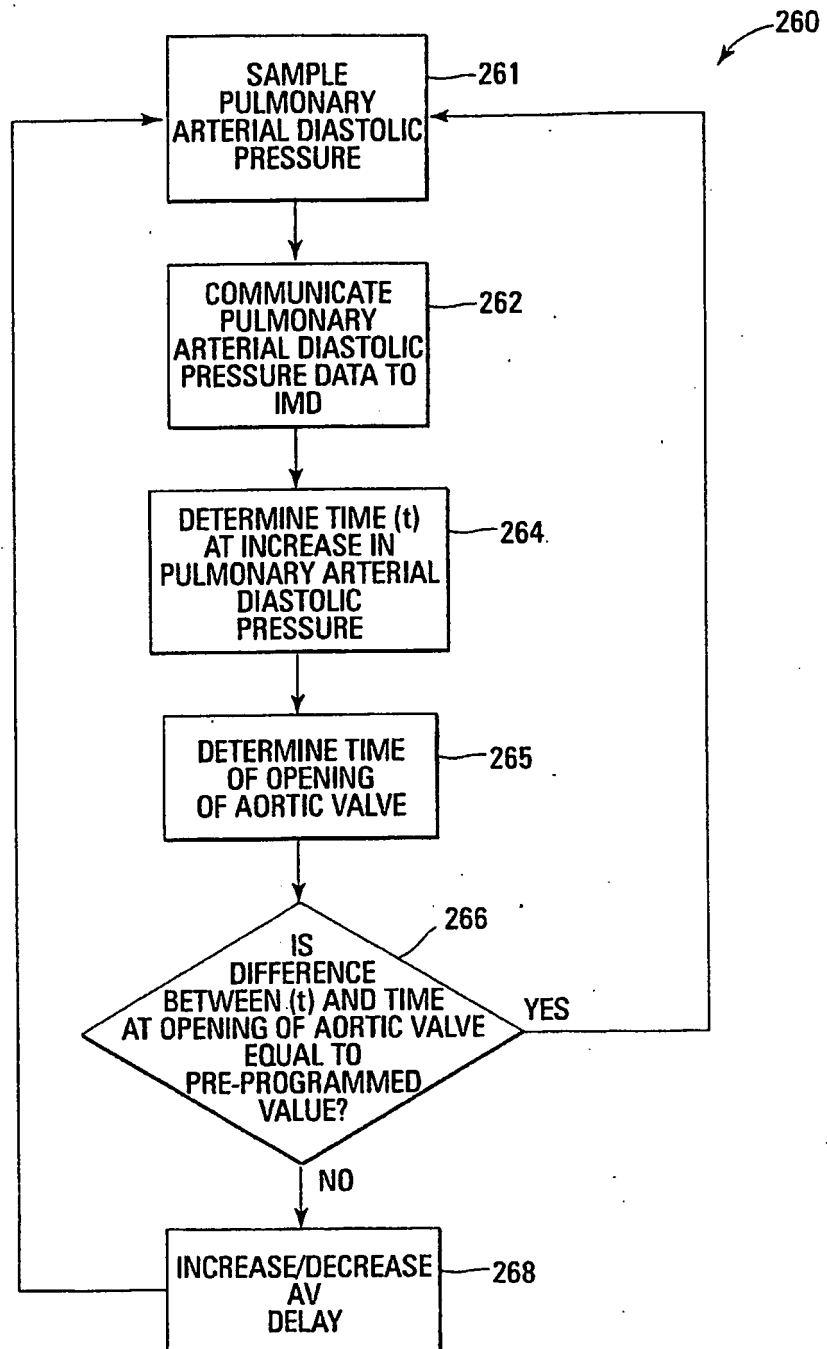 260
SAMPLE
PULMONARY
ARTERIAL DIASTOLIC
PRESSURE
261
COMMUNICATE
PULMONARY
ARTERIAL DIASTOLIC
PRESSURE DATA TO
IMD
262
DETERMINE TIME (t)
AT INCREASE IN
PULMONARY ARTERIAL
DIASTOLIC
PRESSURE
264
DETERMINE TIME
OF OPENING
OF AORTIC VALVE
265
IS
DIFFERENCE
BETWEEN (t) AND TIME
AT OPENING OF AORTIC VALVE
EQUAL TO
PRE-PROGRAMMED
VALUE?
266
YES
NO
INCREASE/DECREASE
AV
DELAY
268